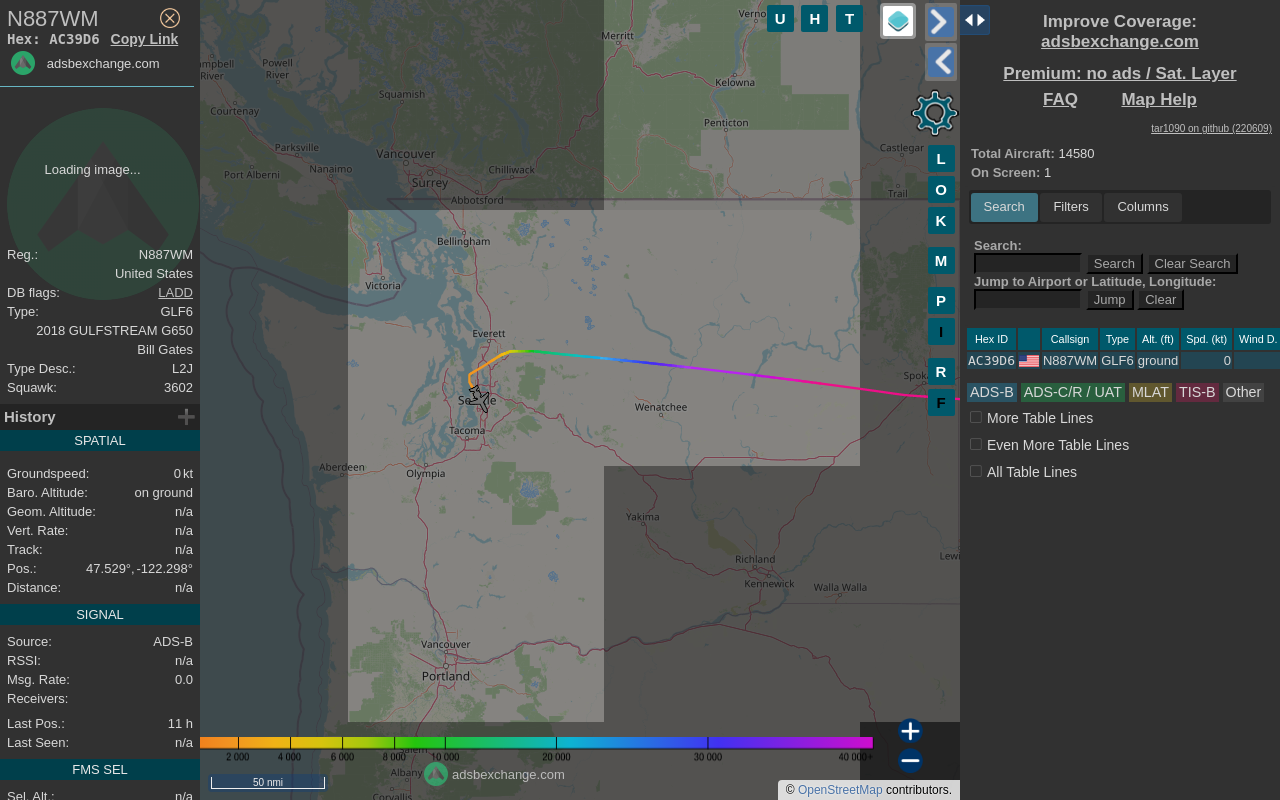 N887WM
Hex: AC39D6 Copy Link
adsbexchange.com
Loading image...
Reg.: N887WM
United States
DB flags: LADD
Type: GLF6
2018 GULFSTREAM G650
Bill Gates
Type Desc.: L2J
Squawk: 3602
History
SPATIAL
Groundspeed: 0 kt
Baro. Altitude: on ground
Geom. Altitude: n/a
Vert. Rate: n/a
Track: n/a
Pos.: 47.529°, -122.298°
Distance: n/a
SIGNAL
Source: ADS-B
RSSI: n/a
Msg. Rate: 0.0
Receivers:
Last Pos.: 11 h
Last Seen: n/a
FMS SEL
Sel. Alt.: n/a
U H T
Merritt
Powell
River
River
Squamish
Kelowna
Courtenay
Penticton
Parksville
Vancouver
Nanaimo
Port Alberni
Surrey
Chilliwack
Castlegar
Trail
Abbotsford
Bellingham
Victoria
Everett
Wenatchee
Tacoma
Aberdeen
Olympia
Yakima
Richland
Kennewick
Walla Walla
Vancouver
Portland
Albany
Corvallis
L
O
K
M
P
I
R
F
2 000 4 000 6 000 8 000 10 000 20 000 30 000 40 000+
adsbexchange.com
50 nmi
© OpenStreetMap contributors.
Improve Coverage:
adsbexchange.com
Premium: no ads / Sat. Layer
FAQ Map Help
tar1090 on github (220609)
Total Aircraft: 14580
On Screen: 1
Search Filters Columns
Search:
Search Clear Search
Jump to Airport or Latitude, Longitude:
Jump Clear
Hex ID Callsign Type Alt. (ft) Spd. (kt) Wind D.
AC39D6 N887WM GLF6 ground 0
ADS-B ADS-C/R / UAT MLAT TIS-B Other
More Table Lines
Even More Table Lines
All Table Lines